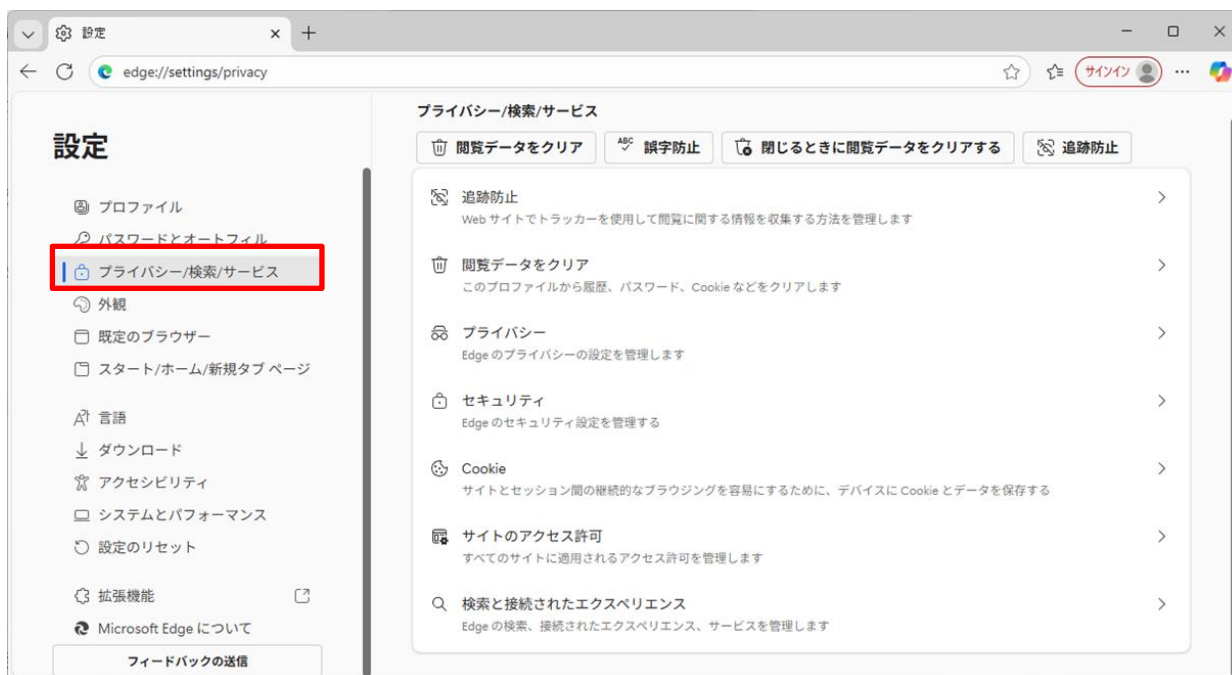 設定
edge://settings/privacy
サインイン
設定
プロファイル
パスワードとオートフィル
プライバシー/検索/サービス
外観
既定のブラウザー
スタート/ホーム/新規タブ ページ
言語
ダウンロード
アクセシビリティ
システムとパフォーマンス
設定のリセット
拡張機能
Microsoft Edge について
フィードバックの送信
プライバシー/検索/サービス
閲覧データをクリア
ABC 誤字防止
閉じるときに閲覧データをクリアする
追跡防止
追跡防止
Web サイトでトラッカーを使用して閲覧に関する情報を収集する方法を管理します
閲覧データをクリア
このプロファイルから履歴、パスワード、Cookie などをクリアします
プライバシー
Edge のプライバシーの設定を管理します
セキュリティ
Edge のセキュリティ設定を管理する
Cookie
サイトとセッション間の継続的なブラウジングを容易にするために、デバイスに Cookie とデータを保存する
サイトのアクセス許可
すべてのサイトに適用されるアクセス許可を管理します
検索と接続されたエクスペリエンス
Edge の検索、接続されたエクスペリエンス、サービスを管理します